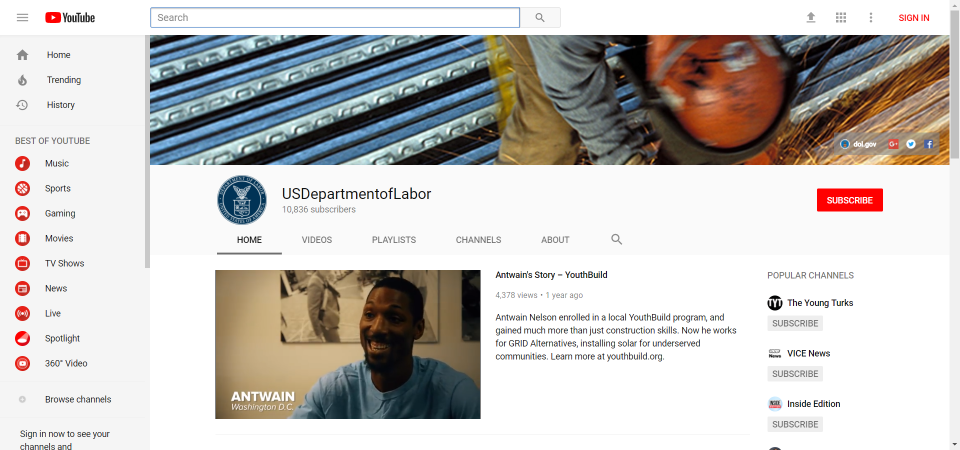 YouTube
Search
SIGN IN
Home
Trending
History
BEST OF YOUTUBE
Music
Sports
Gaming
Movies
TV Shows
News
Live
Spotlight
360° Video
Browse channels
Sign in now to see your
channels and
dol.gov
USDepartmentofLabor
10,836 subscribers
SUBSCRIBE
HOME
VIDEOS
PLAYLISTS
CHANNELS
ABOUT
ANTWAIN
Washington D.C.
Antwain's Story – YouthBuild
4,378 views • 1 year ago
Antwain Nelson enrolled in a local YouthBuild program, and
gained much more than just construction skills. Now he works
for GRID Alternatives, installing solar for underserved
communities. Learn more at youthbuild.org.
POPULAR CHANNELS
TYT
The Young Turks
SUBSCRIBE
VICE News
SUBSCRIBE
Inside Edition
SUBSCRIBE